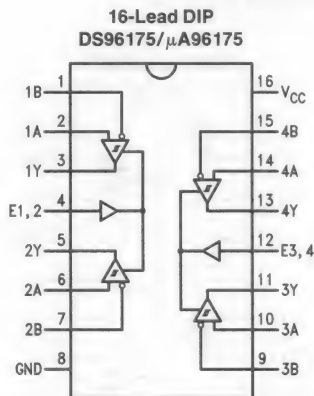 16-Lead DIP
DS96175/μA96175
1B 1
1A 2
1Y 3
E1, 2 4
2Y 5
2A 6
2B 7
GND 8
16 VCC
15 4B
14 4A
13 4Y
12 E3, 4
11 3Y
10 3A
9 3B